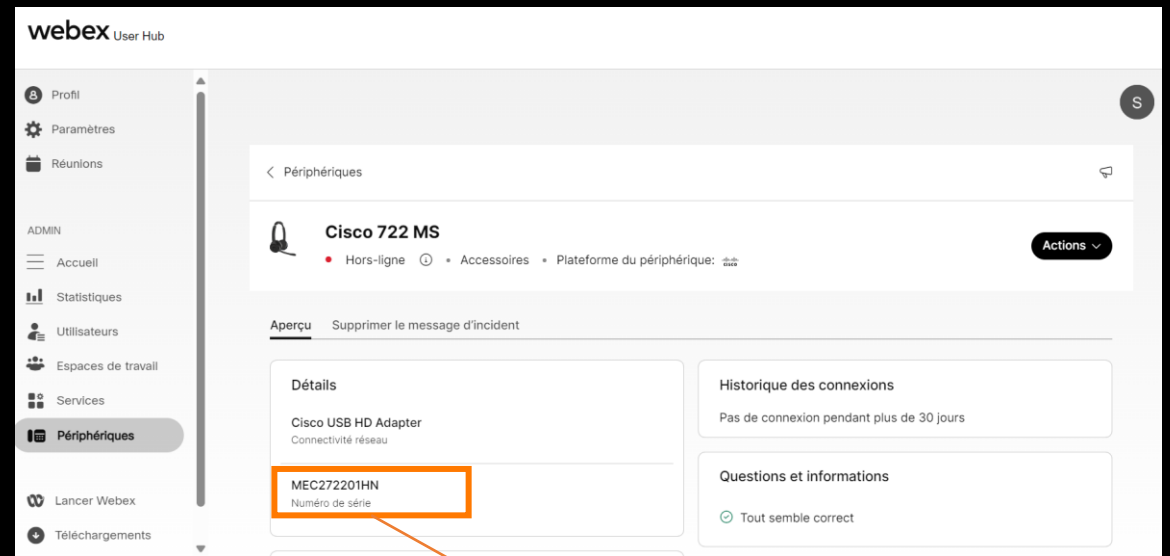 webex User Hub
Profil
Paramètres
Réunions
ADMIN
Accueil
Statistiques
Utilisateurs
Espaces de travail
Services
Périphériques
Lancer Webex
Téléchargements
S
Périphériques
Cisco 722 MS
Hors-ligne • Accessoires • Plateforme du périphérique: cisco
Actions
Aperçu Supprimer le message d'incident
Détails
Cisco USB HD Adapter
Connectivité réseau
MEC272201HN
Numéro de série
Historique des connexions
Pas de connexion pendant plus de 30 jours
Questions et informations
Tout semble correct